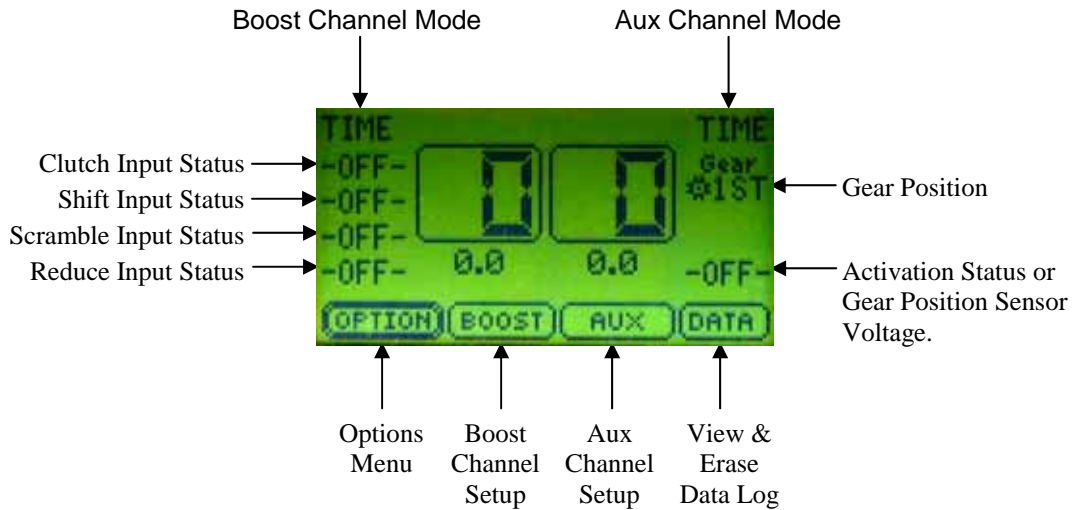 Boost Channel Mode
Aux Channel Mode
TIME
TIME
Clutch Input Status
-OFF-
Gear
Shift Input Status
-OFF-
0
0
1ST
Gear Position
Scramble Input Status
-OFF-
Reduce Input Status
-OFF-
0.0
0.0
-OFF-
Activation Status or
Gear Position Sensor
Voltage.
OPTION
BOOST
AUX
DATA
Options
Menu
Boost
Channel
Setup
Aux
Channel
Setup
View &
Erase
Data Log